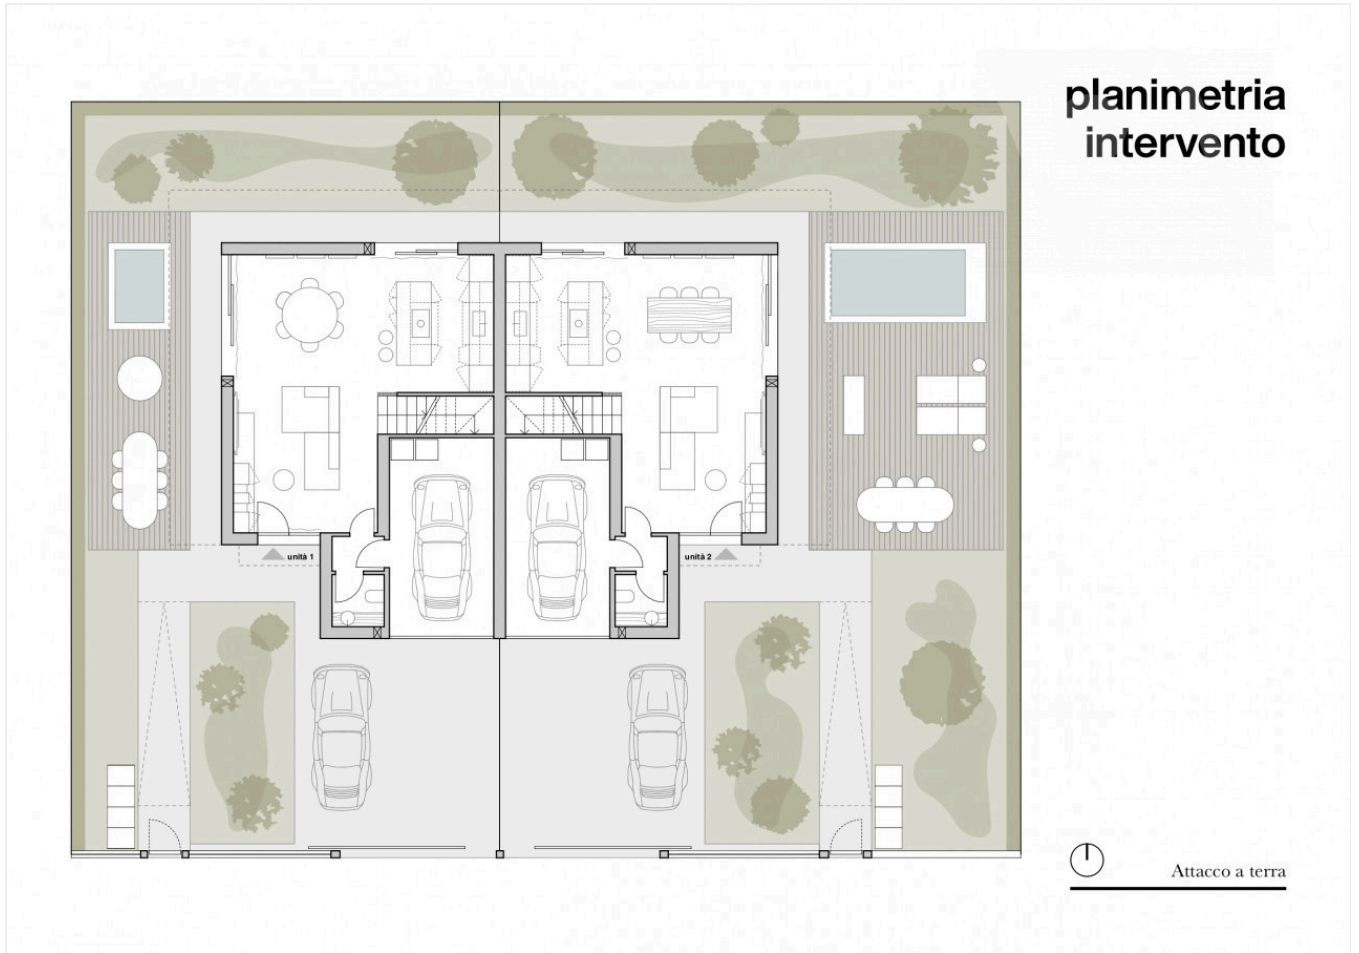 planimetria
intervento
unità 1
unità 2
Attacco a terra